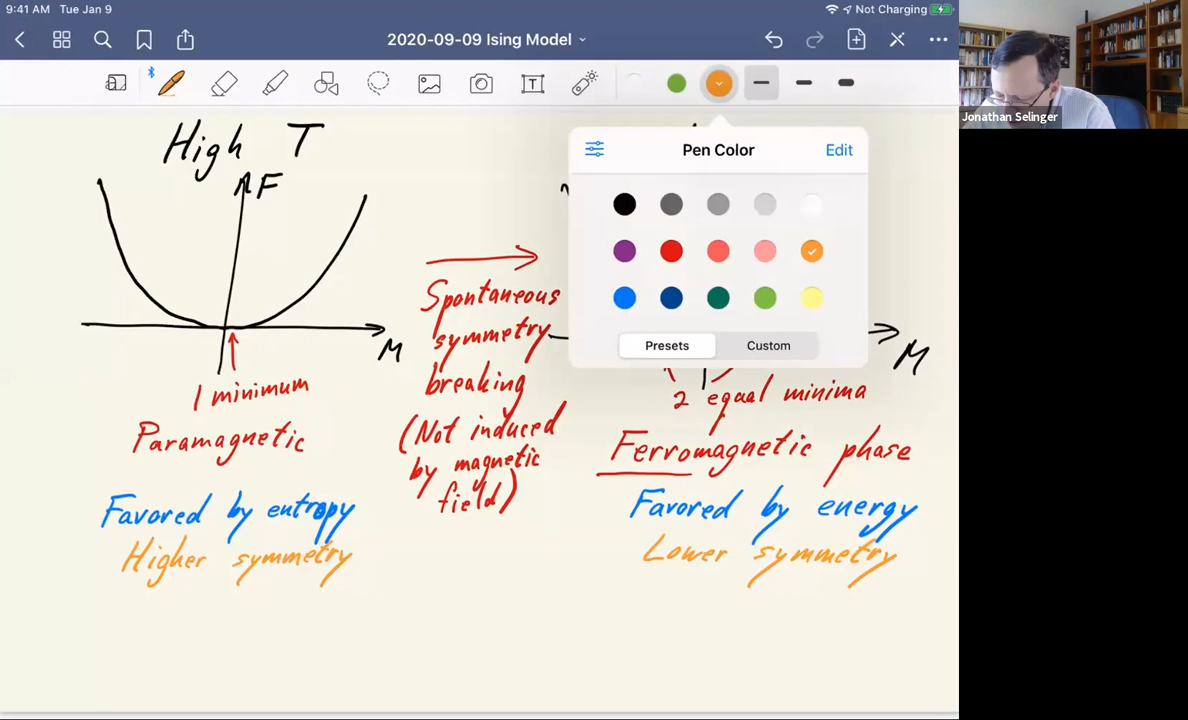 9:41 AM Tue Jan 9
Not Charging
2020-09-09 Ising Model
Jonathan Selinger
High T
F
M
1 minimum
Paramagnetic
Favored by entropy
Higher symmetry
Spontaneous
symmetry
breaking
(Not induced
by magnetic
field)
Pen Color
Edit
Presets
Custom
M
2 equal minima
Ferromagnetic phase
Favored by energy
Lower symmetry